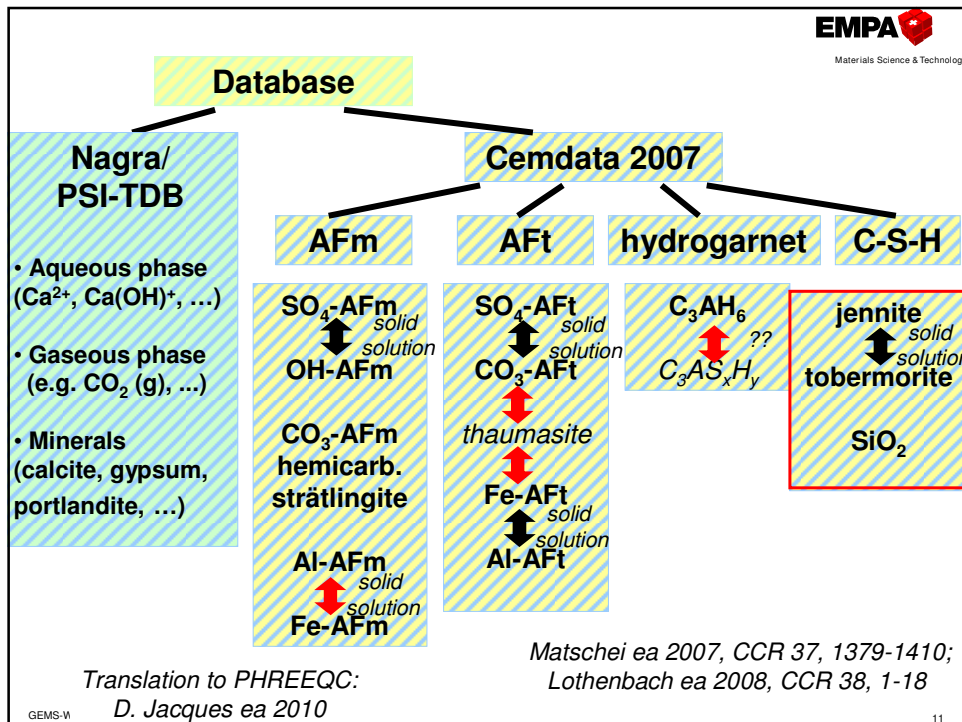 EMPA
Materials Science & Technolog
Database
Nagra/
PSI-TDB
• Aqueous phase
(Ca²⁺, Ca(OH)⁺, …)
• Gaseous phase
(e.g. CO₂ (g), ...)
• Minerals
(calcite, gypsum,
portlandite, …)
Cemdata 2007
AFm
SO₄-AFm
solid
solution
OH-AFm
CO₃-AFm
hemicarb.
strätlingite
Al-AFm
solid
solution
Fe-AFm
AFt
SO₄-AFt
solid
solution
CO₃-AFt
thaumasite
Fe-AFt
solid
solution
Al-AFt
hydrogarnet
C₃AH₆
??
C₃ASₓHᵧ
C-S-H
jennite
solid
solution
tobermorite
SiO₂
Translation to PHREEQC:
D. Jacques ea 2010
Matschei ea 2007, CCR 37, 1379-1410;
Lothenbach ea 2008, CCR 38, 1-18
GEMS-W
11